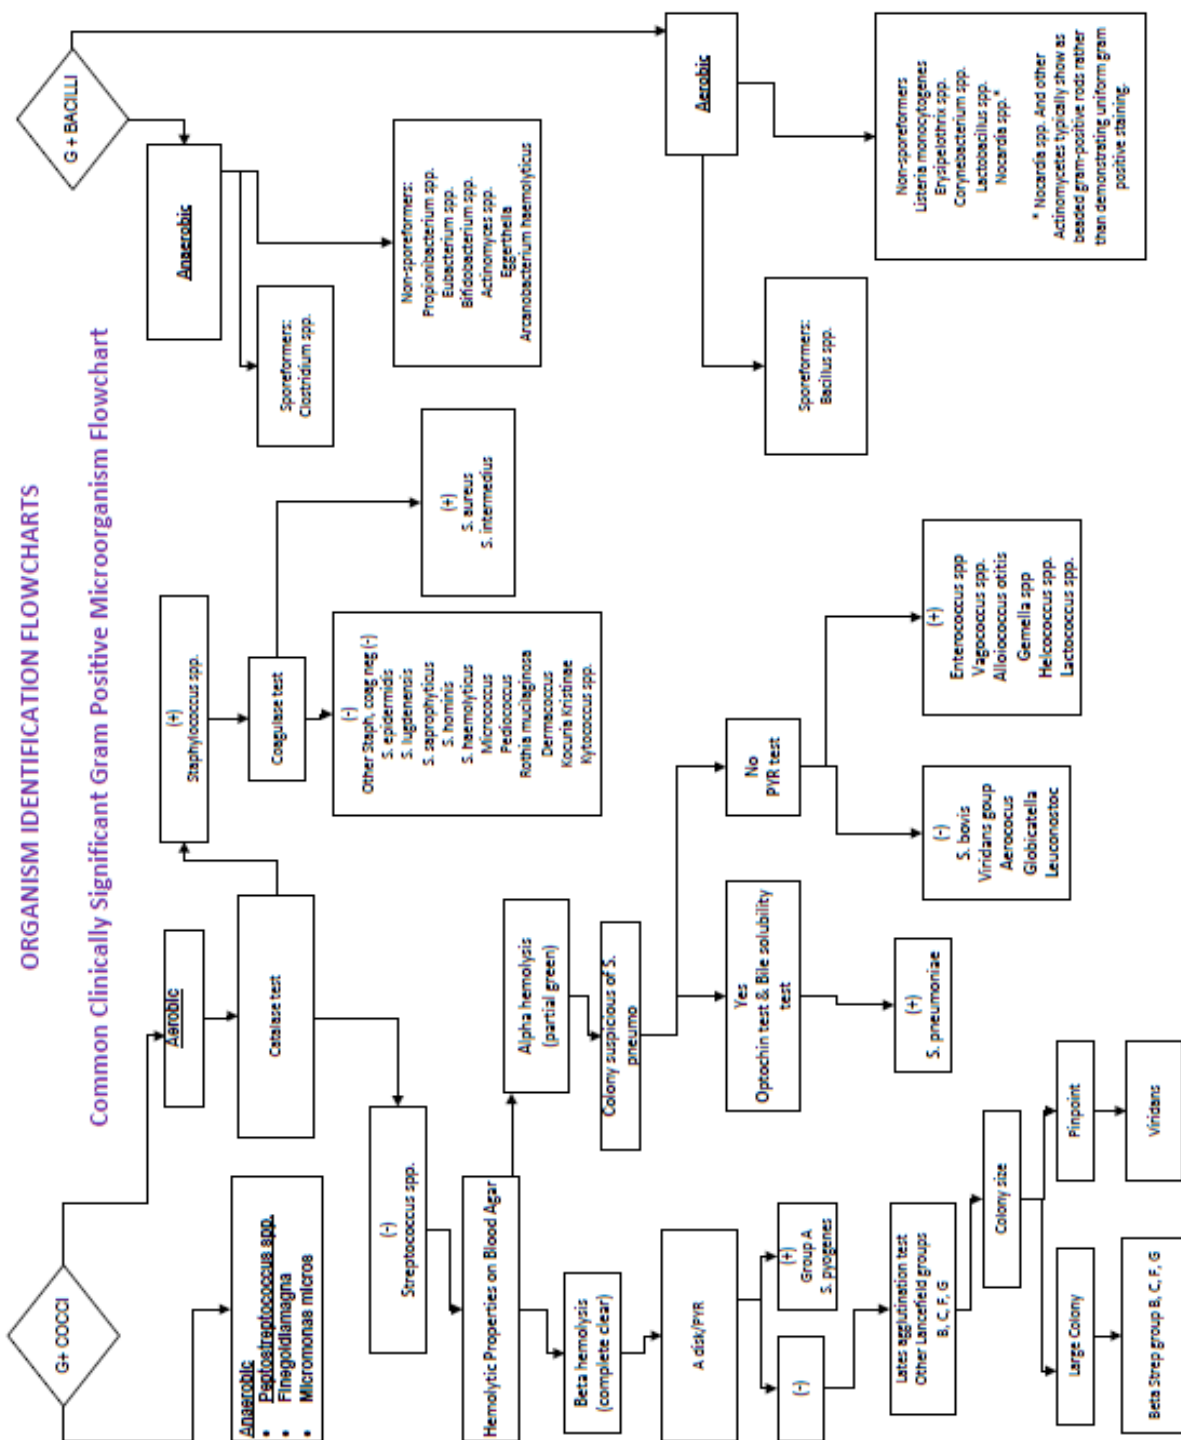 ORGANISM IDENTIFICATION FLOWCHARTS
Common Clinically Significant Gram Positive Microorganism Flowchart
G+ COCCI
Anaerobic
• Peptostreptococcus spp.
• Finegoldiamagna
• Micromonas micros
Aerobic
Catalase test
(+)
Staphylococcus spp.
Coagulase test
(-)
Other Staph, coag neg (-)
S. epidermidis
S. lugdenensis
S. saprophyticus
S. hominis
S. haemolyticus
Micrococcus
Pediococcus
Rothia mucilaginosa
Dermacoccus
Kocuria Kristinae
Kytococcus spp.
(+)
S. aureus
S. intermedius
(-)
Streptococcus spp.
Hemolytic Properties on Blood Agar
Alpha hemolysis
(partial green)
Colony suspicious of S.
pneumo
Yes
Optochin test & Bile solubility
test
(+)
S. pneumoniae
No
PYR test
(-)
S. bovis
Viridans goup
Aerococus
Globicatella
Leuconostoc
(+)
Enterococcus spp
Vagococcus spp.
Alloiococcus otitis
Gemella spp
Helcococcus spp.
Lactococcus spp.
Beta hemolysis
(complete clear)
A disk/PYR
(-)
(+)
Group A
S. pyogenes
Lates agglutination test
Other Lancefield groups
B, C, F, G
Colony size
Large Colony
Beta Strep group B, C, F, G
Pinpoint
Viridans
G + BACILLI
Anaerobic
Sporeformers:
Clostridium spp.
Non-sporeformers:
Propionibacterium spp.
Eubacterium spp.
Bifidobacterium spp.
Actinomyces spp.
Eggerthella
Arcanobacterium haemolyticus
Aerobic
Sporeformers:
Bacillus spp.
Non-sporeformers
Listeria monocytogenes
Erysipelothrix spp.
Corynebacterium spp.
Lactobacillus spp.
Nocardia spp.*
* Nocardia spp. And other
Actinomycetes typically show as
beaded gram-positive rods rather
than demonstrating uniform gram
positive staining.